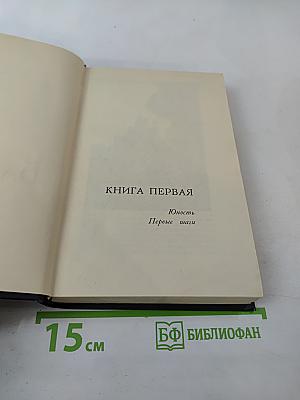 КНИГА ПЕРВАЯ
Юность
Первые шаги
15 см
БФ БИБЛИОФАН